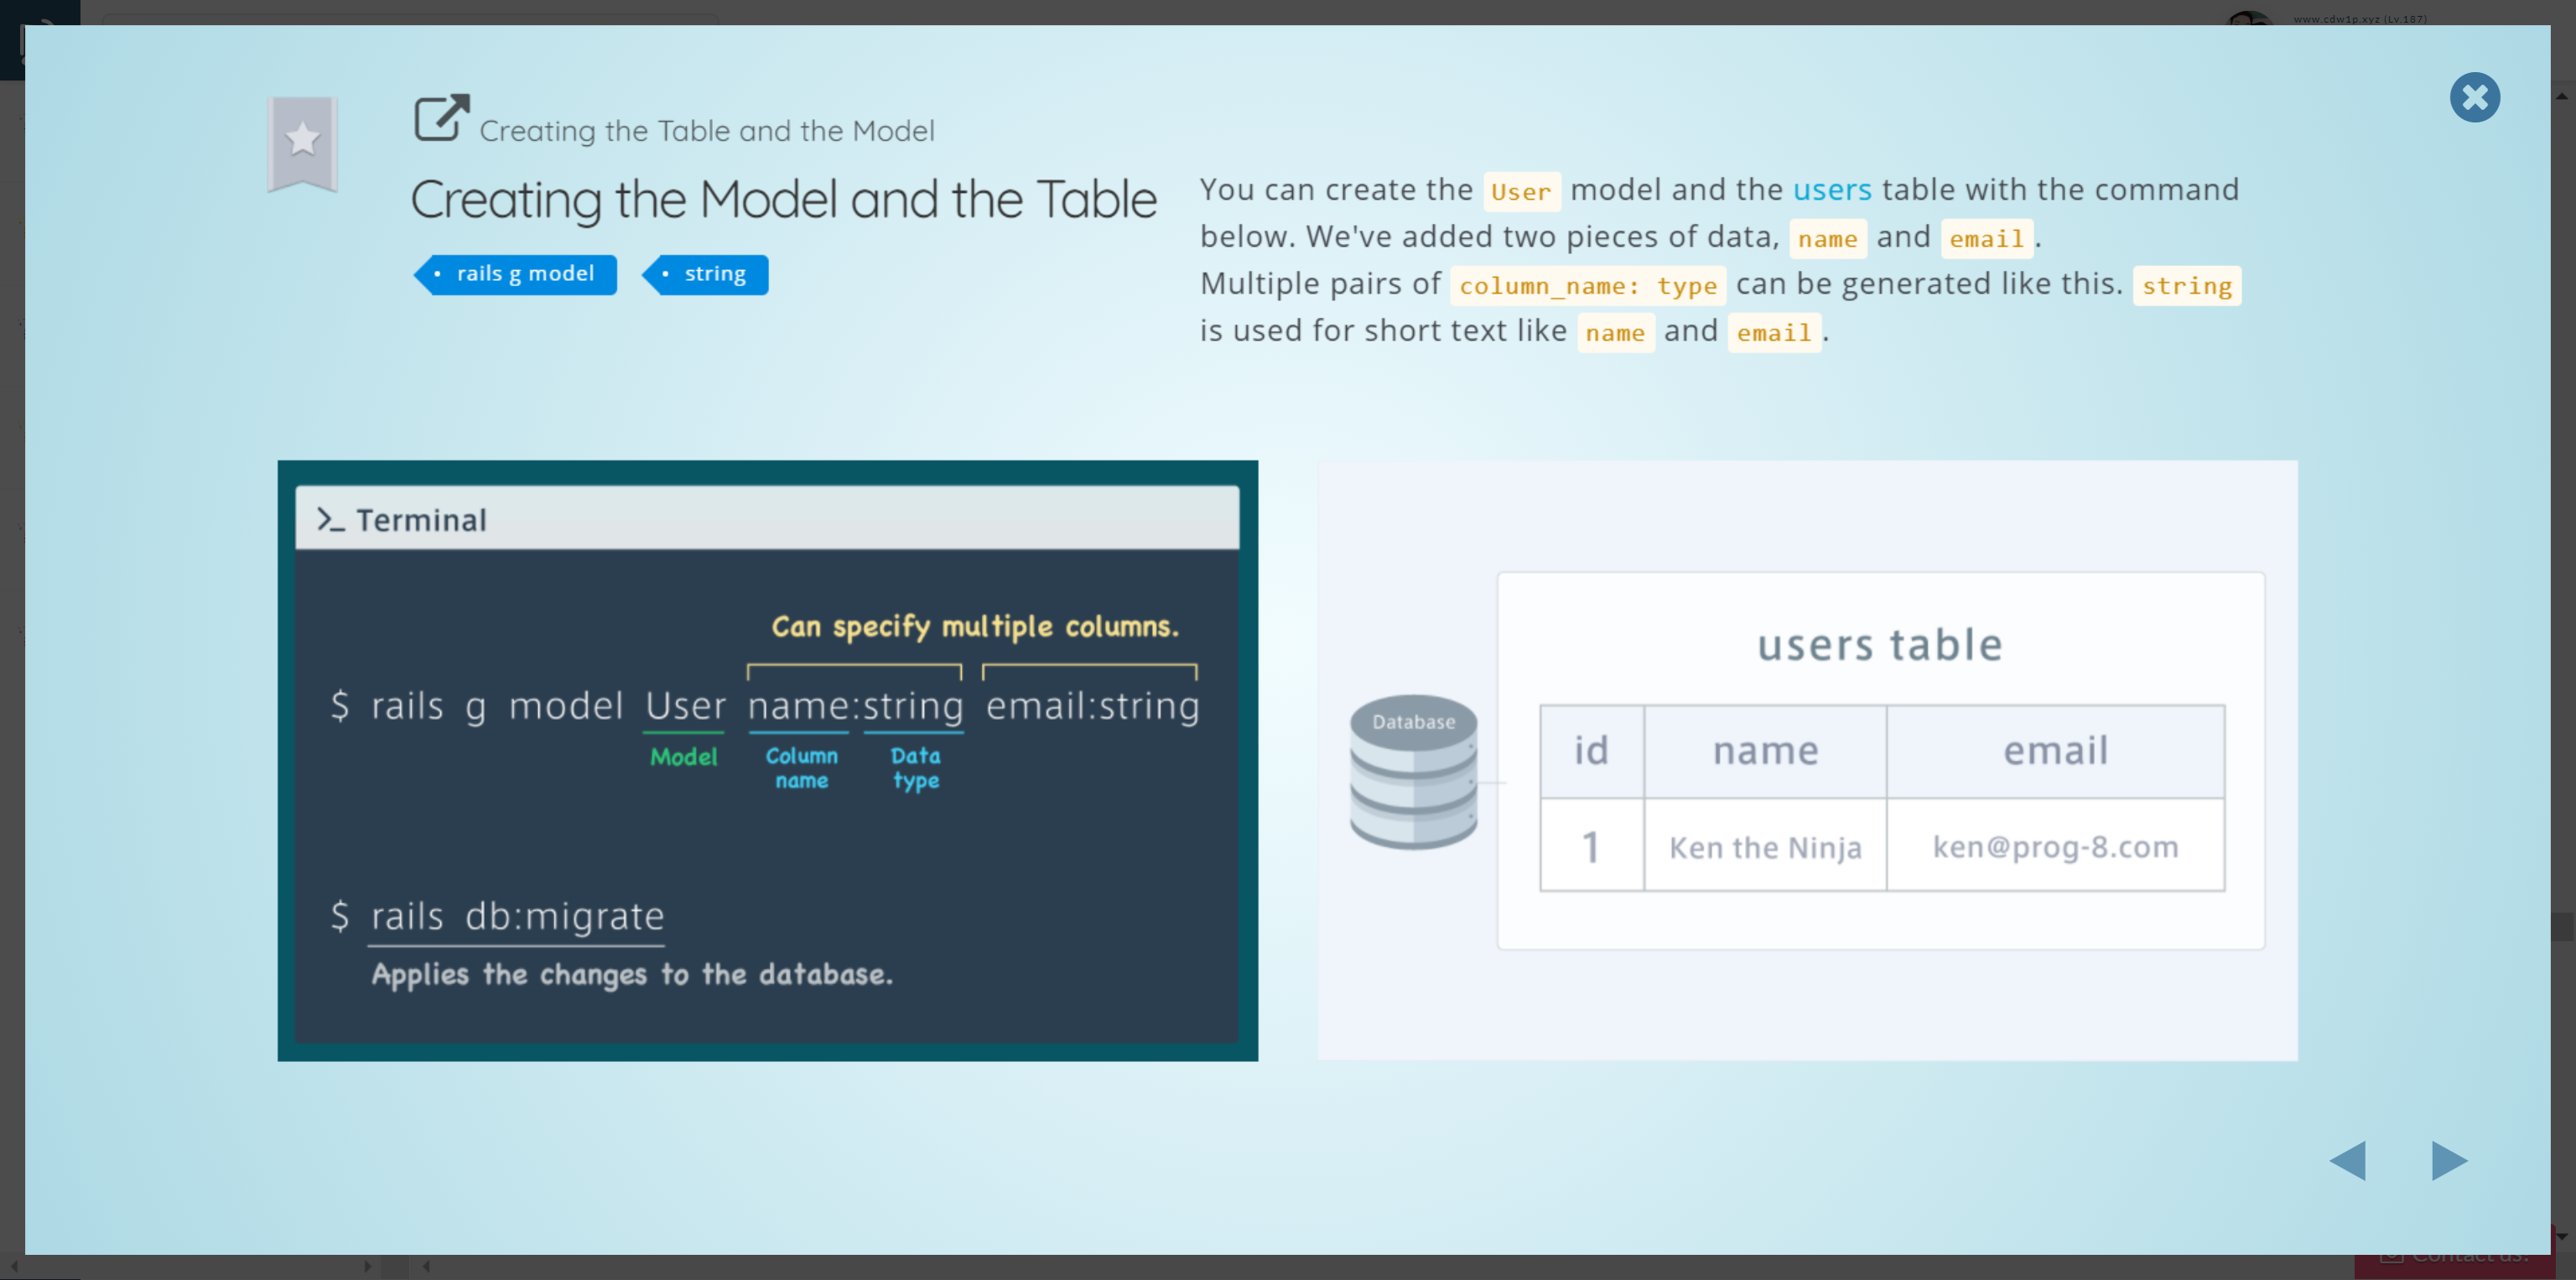 www.cdw1p.xyz (Lv.187)
Creating the Table and the Model
Creating the Model and the Table
• rails g model • string
You can create the User model and the users table with the command
below. We've added two pieces of data, name and email.
Multiple pairs of column_name: type can be generated like this. string
is used for short text like name and email.
>_ Terminal
Can specify multiple columns.
$ rails g model User name:string email:string
Model
Column name
Data type
$ rails db:migrate
Applies the changes to the database.
Database
users table
id name email
1 Ken the Ninja ken@prog-8.com
Contact us!